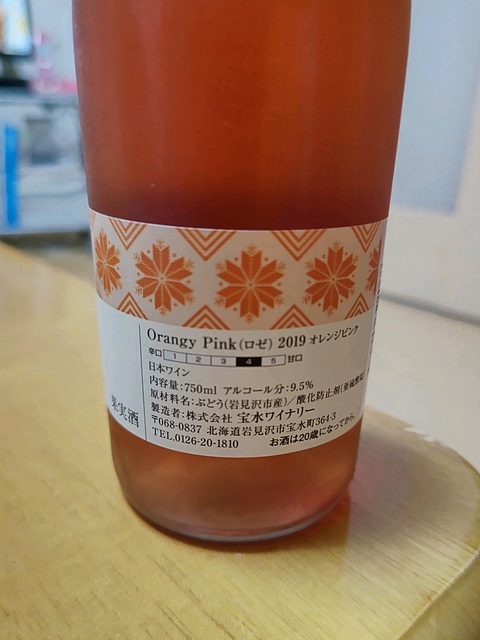 Orangy Pink(ロゼ) 2019 オレンジピンク
辛口 1 2 3 4 5 甘口
日本ワイン
内容量:750ml アルコール分:9.5%
原材料名:ぶどう(岩見沢市産)/酸化防止剤(亜硫酸塩)
製造者:株式会社 宝水ワイナリー
〒068-0837 北海道岩見沢市宝水町364-3
TEL.0126-20-1810 お酒は20歳になってから。
果実酒